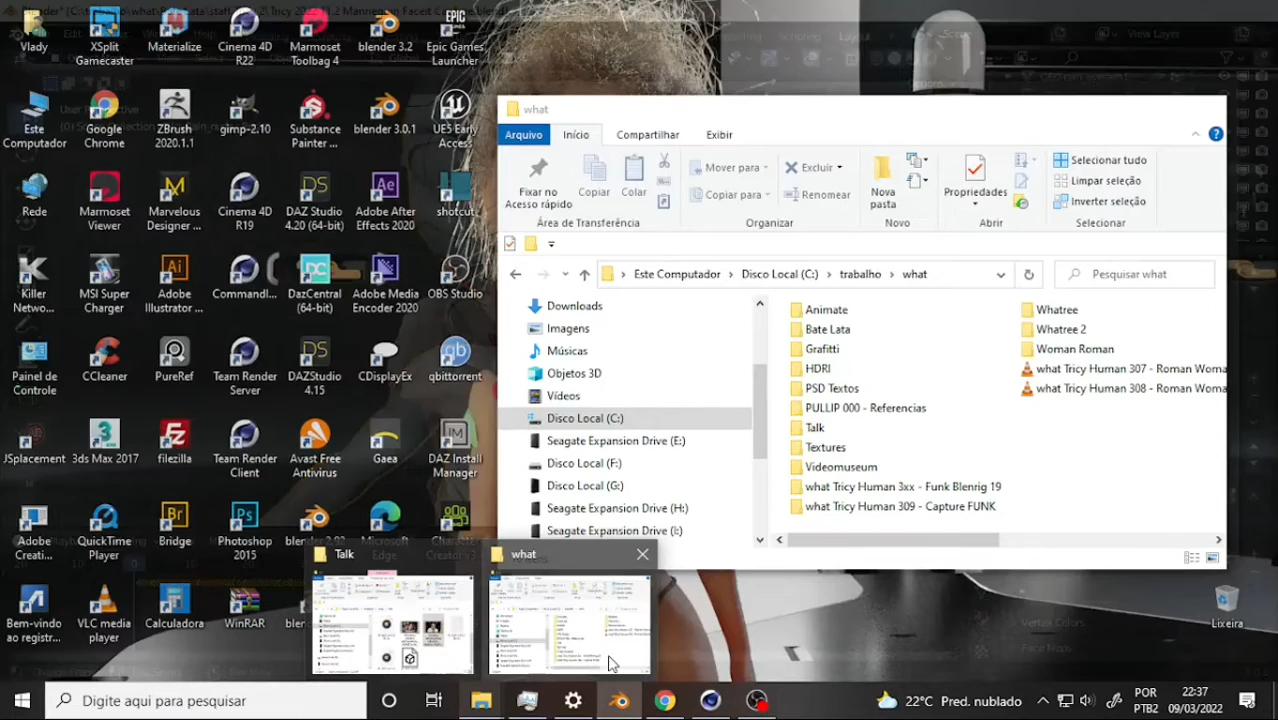 Vlady
XSplit
Gamecaster
Materialize
Cinema 4D
R22
Marmoset
Toolbag 4
blender 3.2
EPIC
GAMES
Epic Games
Launcher
Este
Computador
Google
Chrome
ZBrush
2020.1.1
gimp-2.10
Substance
Painter ...
blender 3.0.1
UE5 Early
Access
Rede
Marmoset
Viewer
Marvelous
Designer ...
Cinema 4D
R19
DAZ Studio
4.20 (64-bit)
Adobe After
Effects 2020
shotcut
Killer
Netwo...
MSI Super
Charger
Adobe
Illustrator ...
Commandl...
DazCentral
(64-bit)
Adobe Media
Encoder 2020
OBS Studio
Painel de
Controle
CCleaner
PureRef
Team Render
Server
DAZStudio
4.15
CDisplayEx
qbittorrent
JSplacement
3ds Max 2017
filezilla
Team Render
Client
Avast Free
Antivirus
Gaea
DAZ Install
Manager
Adobe
Creati...
QuickTime
Player
Bridge
Photoshop
2015
blender 2.92
Microsoft
Edge
Character
Creator v3
Bem-vindo
ao registr...
VLC media
player
Calculadora
WinRAR
Lixeira
what
Arquivo
Início
Compartilhar
Exibir
Fixar no
Acesso rápido
Copiar
Colar
Área de Transferência
Mover para
Copiar para
Excluir
Renomear
Organizar
Nova
pasta
Novo
Propriedades
Abrir
Selecionar tudo
Limpar seleção
Inverter seleção
Selecionar
Este Computador
Disco Local (C:)
trabalho
what
Pesquisar what
Downloads
Imagens
Músicas
Objetos 3D
Vídeos
Disco Local (C:)
Seagate Expansion Drive (E:)
Disco Local (F:)
Disco Local (G:)
Seagate Expansion Drive (H:)
Seagate Expansion Drive (I:)
Animate
Bate Lata
Grafitti
HDRI
PSD Textos
PULLIP 000 - Referencias
Talk
Textures
Videomuseum
what Tricy Human 3xx - Funk Blenrig 19
what Tricy Human 309 - Capture FUNK
Whatree
Whatree 2
Woman Roman
what Tricy Human 307 - Roman Woma
what Tricy Human 308 - Roman Woma
Talk
what
Digite aqui para pesquisar
22°C Pred. nublado
POR
PTB2
22:37
09/03/2022